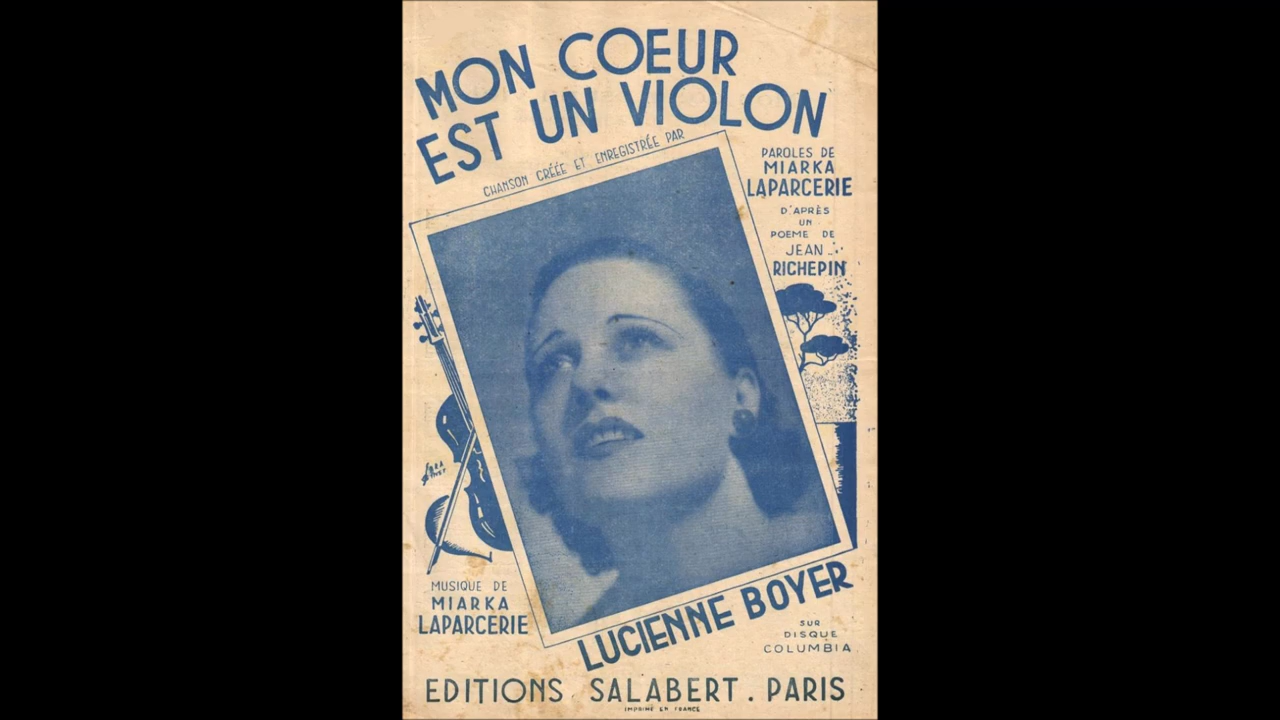 MON COEUR
EST UN VIOLON
CHANSON CRÉÉE ET ENREGISTRÉE PAR
PAROLES DE
MIARKA
LAPARCERIE
D'APRÈS
UN
POEME DE
JEAN
RICHEPIN
MUSIQUE DE
MIARKA
LAPARCERIE
LUCIENNE BOYER
SUR
DISQUE
COLUMBIA
EDITIONS SALABERT. PARIS
IMPRIMÉ EN FRANCE